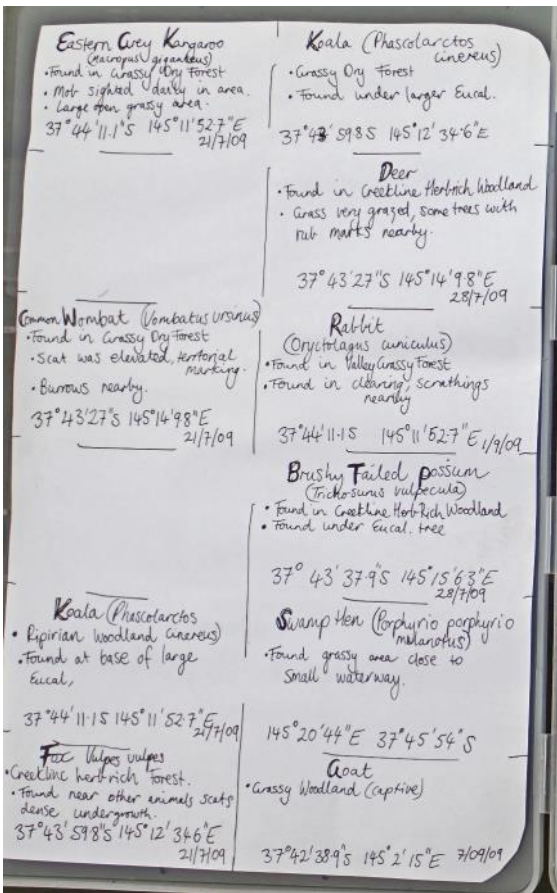 Eastern Grey Kangaroo
(Macropus giganteus)
• Found in Grassy Dry Forest
• Mob sighted daily in area.
• Large open grassy area.
37°44'11.1"S 145°11'52.7"E
21/7/09
Koala (Phascolarctos
cinereus)
• Grassy Dry Forest
• Found under larger Eucal.
37°43'59.8S 145°12'34.6"E
Deer
• Found in Creekline Herb-rich Woodland
• Grass very grazed, some trees with
rub marks nearby.
37°43'27"S 145°14'9.8"E
28/7/09
Common Wombat (Vombatus ursinus)
• Found in Grassy Dry Forest
• Scat was elevated, territorial
marking.
• Burrows nearby.
37°43'27"S 145°14'9.8"E
21/7/09
Rabbit
(Oryctolagus cuniculus)
• Found in Valley Grassy Forest
• Found in clearing, scrathings
nearby
37°44'11.1S 145°11'52.7"E 1/9/09
Brushy Tailed Possum
(Trichosurus vulpecula)
• Found in Creekline Herb-Rich Woodland
• Found under Eucal. tree
37° 43' 37.9"S 145°15'6.3"E
28/7/09
Koala (Phascolarctos
• Ripirian Woodland cinereus)
• Found at base of large
Eucal,
37°44'11.1S 145°11'52.7"E
21/7/09
Swamp Hen (Porphyrio porphyrio
melanotus)
• Found grassy area close to
small waterway.
145°20'44"E 37°45'54"S
Fox Vulpes vulpes
• Creekline herb-rich Forest.
• Found near other animals scats
dense undergrowth.
37°43'59.8"S 145°12'34.6"E
21/7/09
Goat
• Grassy Woodland (captive)
37°42'38.9"S 145°2'15"E 7/09/09